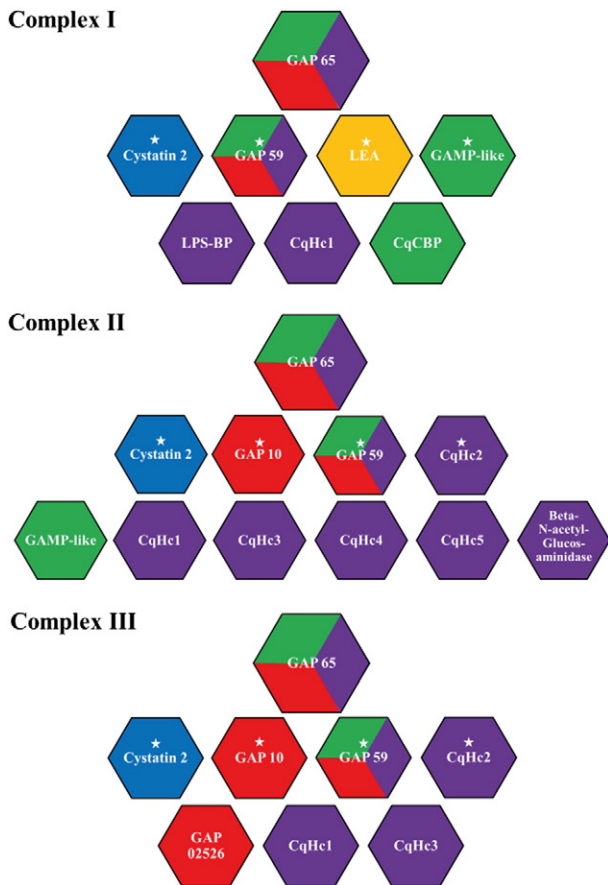 Complex I
GAP 65
Cystatin 2
GAP 59
LEA
GAMP-like
LPS-BP
CqHc1
CqCBP
Complex II
GAP 65
Cystatin 2
GAP 10
GAP 59
CqHc2
GAMP-like
CqHc1
CqHc3
CqHc4
CqHc5
Beta-
N-acetyl-
Glucos-
aminidase
Complex III
GAP 65
Cystatin 2
GAP 10
GAP 59
CqHc2
GAP
02526
CqHc1
CqHc3